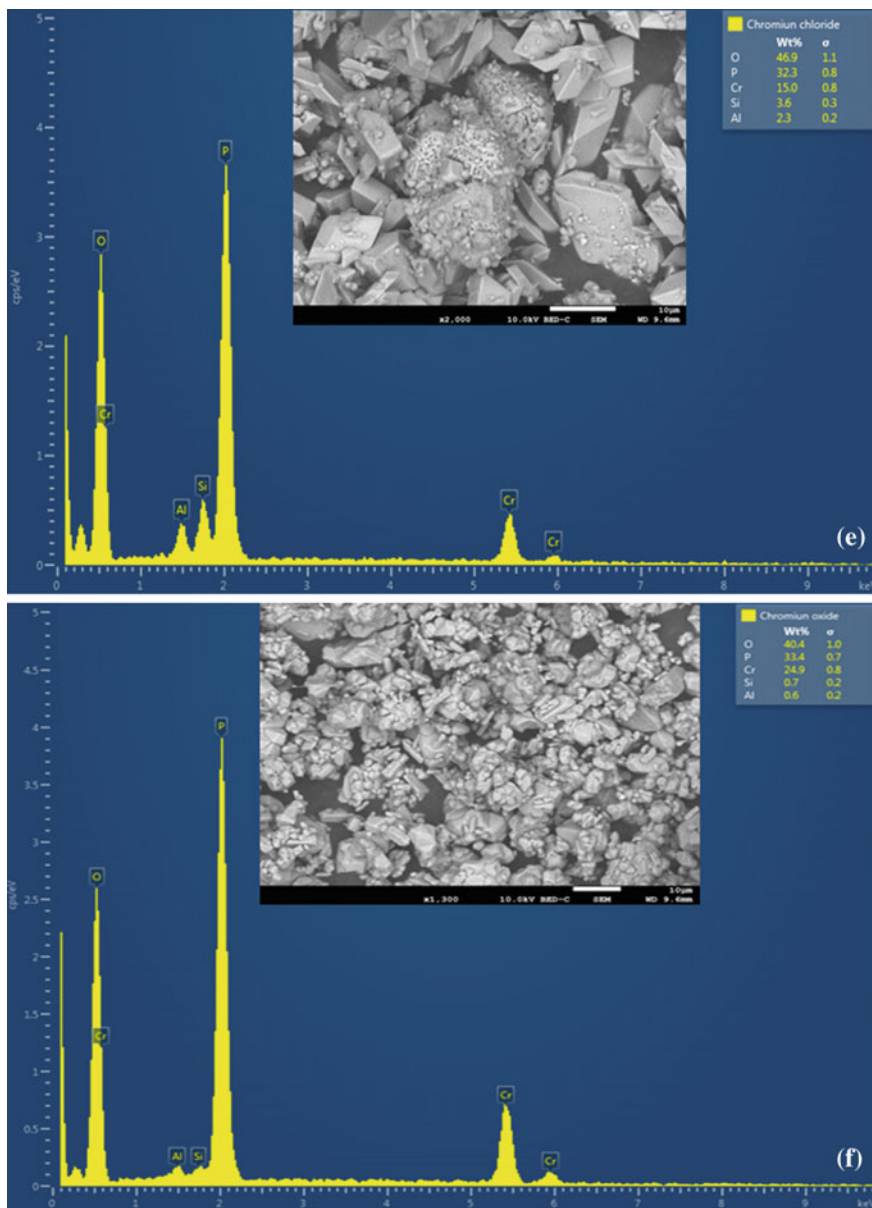 Chromiun chloride
Wt% σ
O 46.9 1.1
P 32.3 0.8
Cr 15.0 0.8
Si 3.6 0.3
Al 2.3 0.2
5
4
3
2
1
0
cps/eV
P
O
Cr
Al
Si
Cr
Cr
10µm
x2,000 10.0kV BED-C SEM WD 9.6mm
(e)
0 1 2 3 4 5 6 7 8 9 keV
Chromiun oxide
Wt% σ
O 40.4 1.0
P 33.4 0.7
Cr 24.9 0.8
Si 0.7 0.2
Al 0.6 0.2
5
4.5
4
3.5
3
2.5
2
1.5
1
0.5
0
cps/eV
P
O
Cr
Al
Si
Cr
Cr
10µm
x1,300 10.0kV BED-C SEM WD 9.6mm
(f)
0 1 2 3 4 5 6 7 8 9 keV